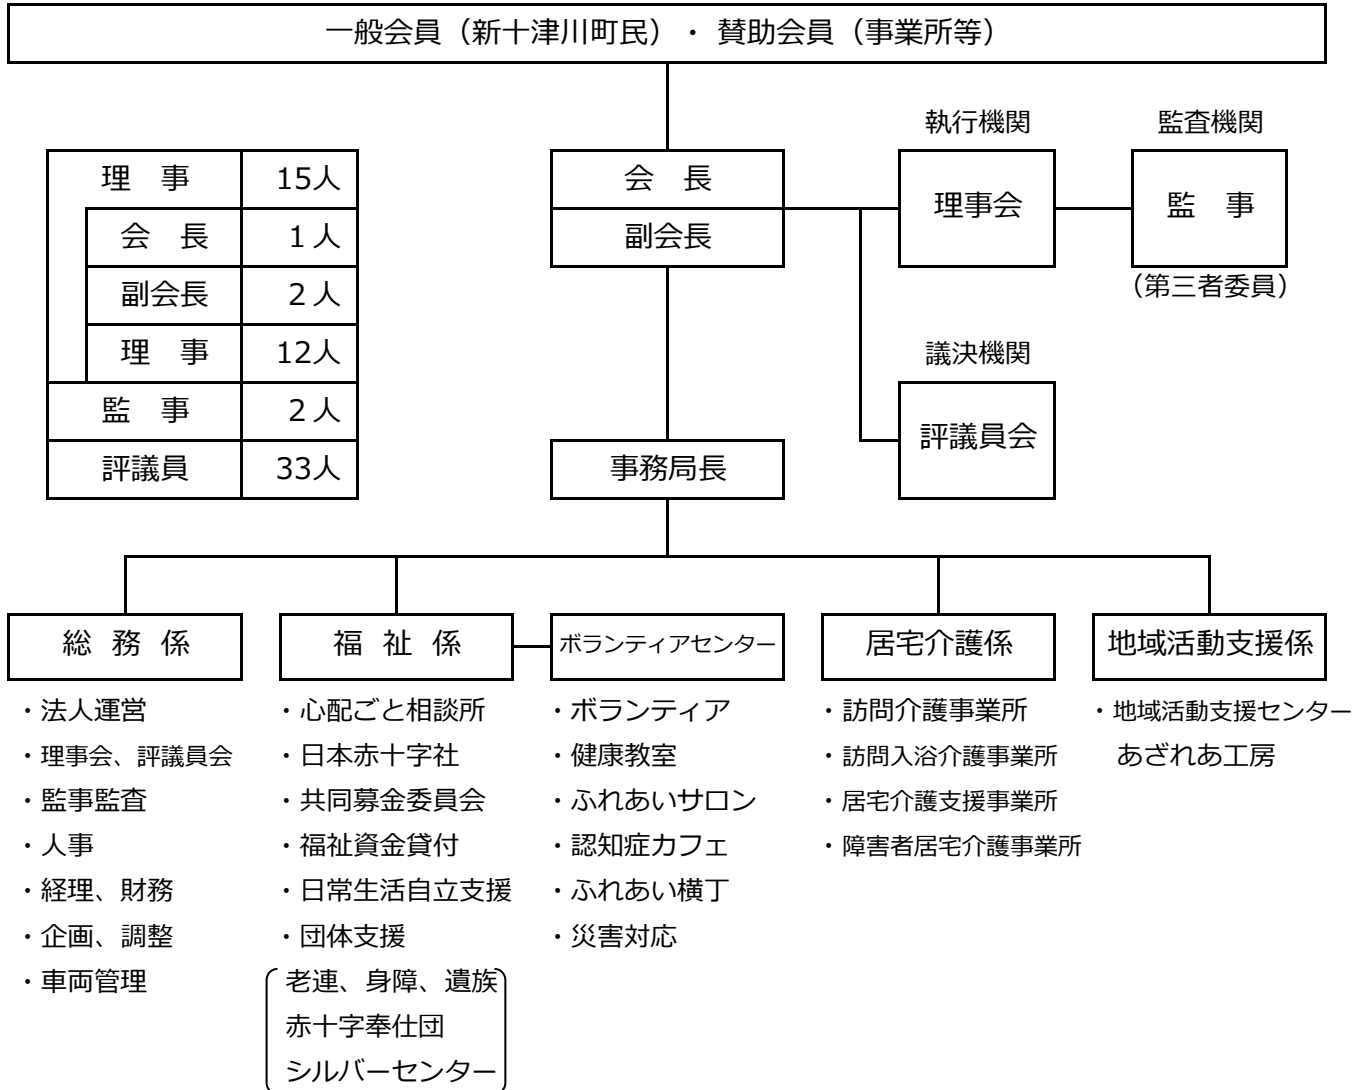 一般会員（新十津川町民）・ 賛助会員（事業所等）
執行機関
監査機関
理　事 15人
会　長 １人
副会長 ２人
理　事 12人
監　事 ２人
評議員 33人
会　長
副会長
理事会
監　事
（第三者委員）
議決機関
評議員会
事務局長
総 務 係
・法人運営
・理事会、評議員会
・監事監査
・人事
・経理、財務
・企画、調整
・車両管理
福 祉 係
・心配ごと相談所
・日本赤十字社
・共同募金委員会
・福祉資金貸付
・日常生活自立支援
・団体支援
老連、身障、遺族
赤十字奉仕団
シルバーセンター
ボランティアセンター
・ボランティア
・健康教室
・ふれあいサロン
・認知症カフェ
・ふれあい横丁
・災害対応
居宅介護係
・訪問介護事業所
・訪問入浴介護事業所
・居宅介護支援事業所
・障害者居宅介護事業所
地域活動支援係
・地域活動支援センター
あざれあ工房